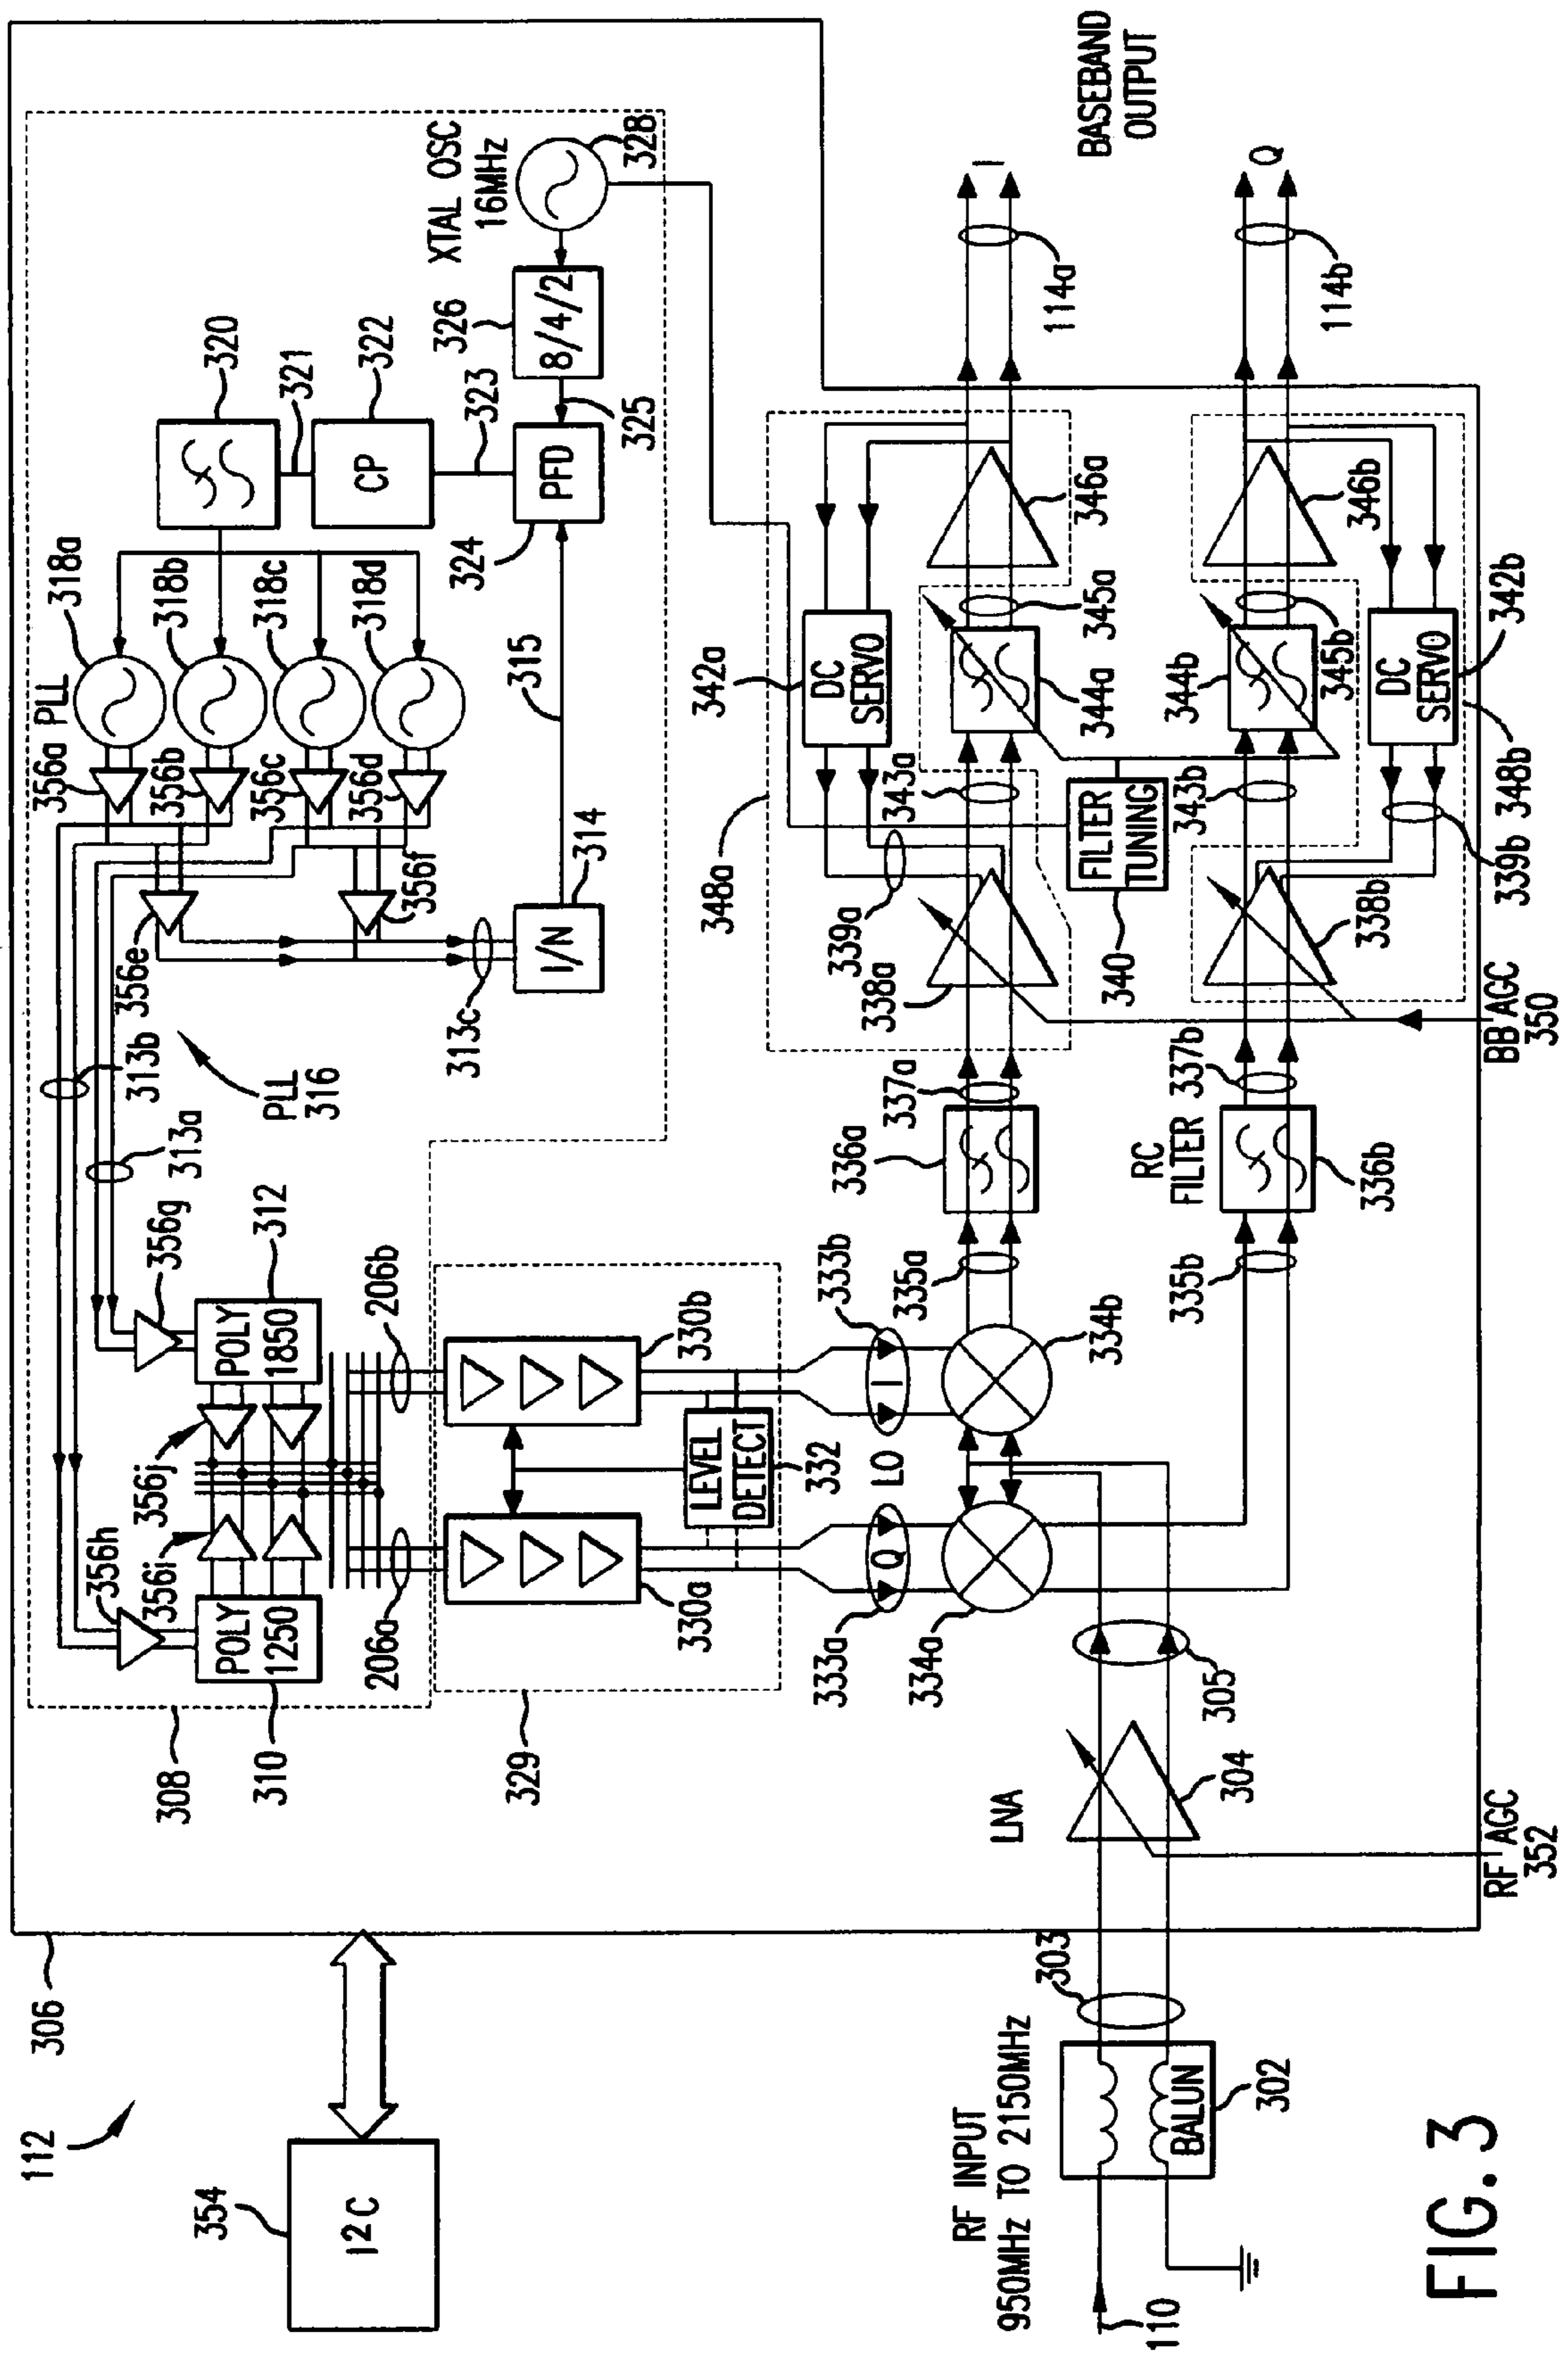 112
306
354
I2C
308
310
POLY
1250
356h
356i
356j
356g
POLY
1850
312
313a
313b
PLL
316
356e
356f
313c
1/N
314
315
356a
356b
356c
356d
PLL
318a
318b
318c
318d
320
321
CP
322
323
PFD
324
325
8/4/2
326
XTAL OSC
16MHz
328
329
206a
206b
330a
330b
LEVEL
DETECT
332
333a
Q
LO
I
333b
334a
334b
335a
335b
336a
RC
FILTER
336b
337a
337b
348a
338a
339a
338b
339b
340
FILTER
TUNING
342a
DC
SERVO
343a
343b
344a
344b
345a
345b
346a
346b
DC
SERVO
342b
348b
I
114a
Q
114b
BASEBAND
OUTPUT
BB AGC
350
RF AGC
352
LNA
304
305
303
RF INPUT
950MHz TO 2150MHz
BALUN
302
110
FIG. 3